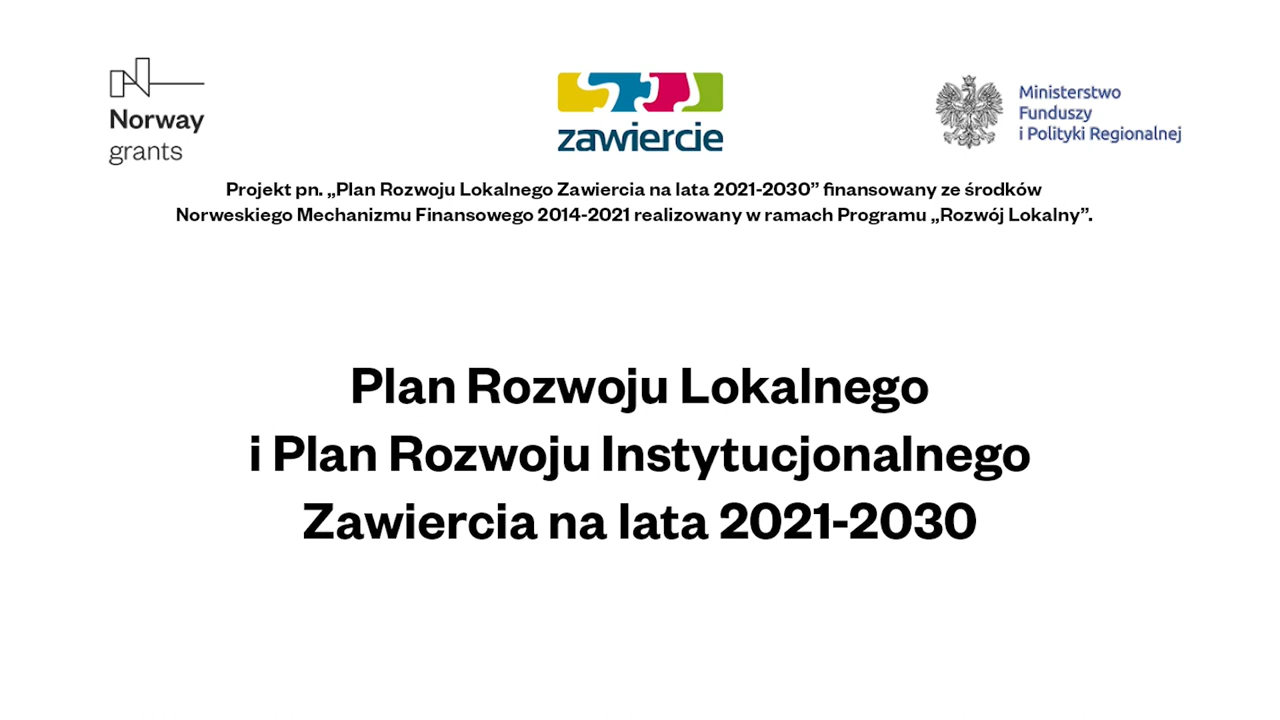 Norway
grants
zawiercie
Ministerstwo
Funduszy
i Polityki Regionalnej
Projekt pn. „Plan Rozwoju Lokalnego Zawiercia na lata 2021-2030” finansowany ze środków
Norweskiego Mechanizmu Finansowego 2014-2021 realizowany w ramach Programu „Rozwój Lokalny”.
Plan Rozwoju Lokalnego
i Plan Rozwoju Instytucjonalnego
Zawiercia na lata 2021-2030